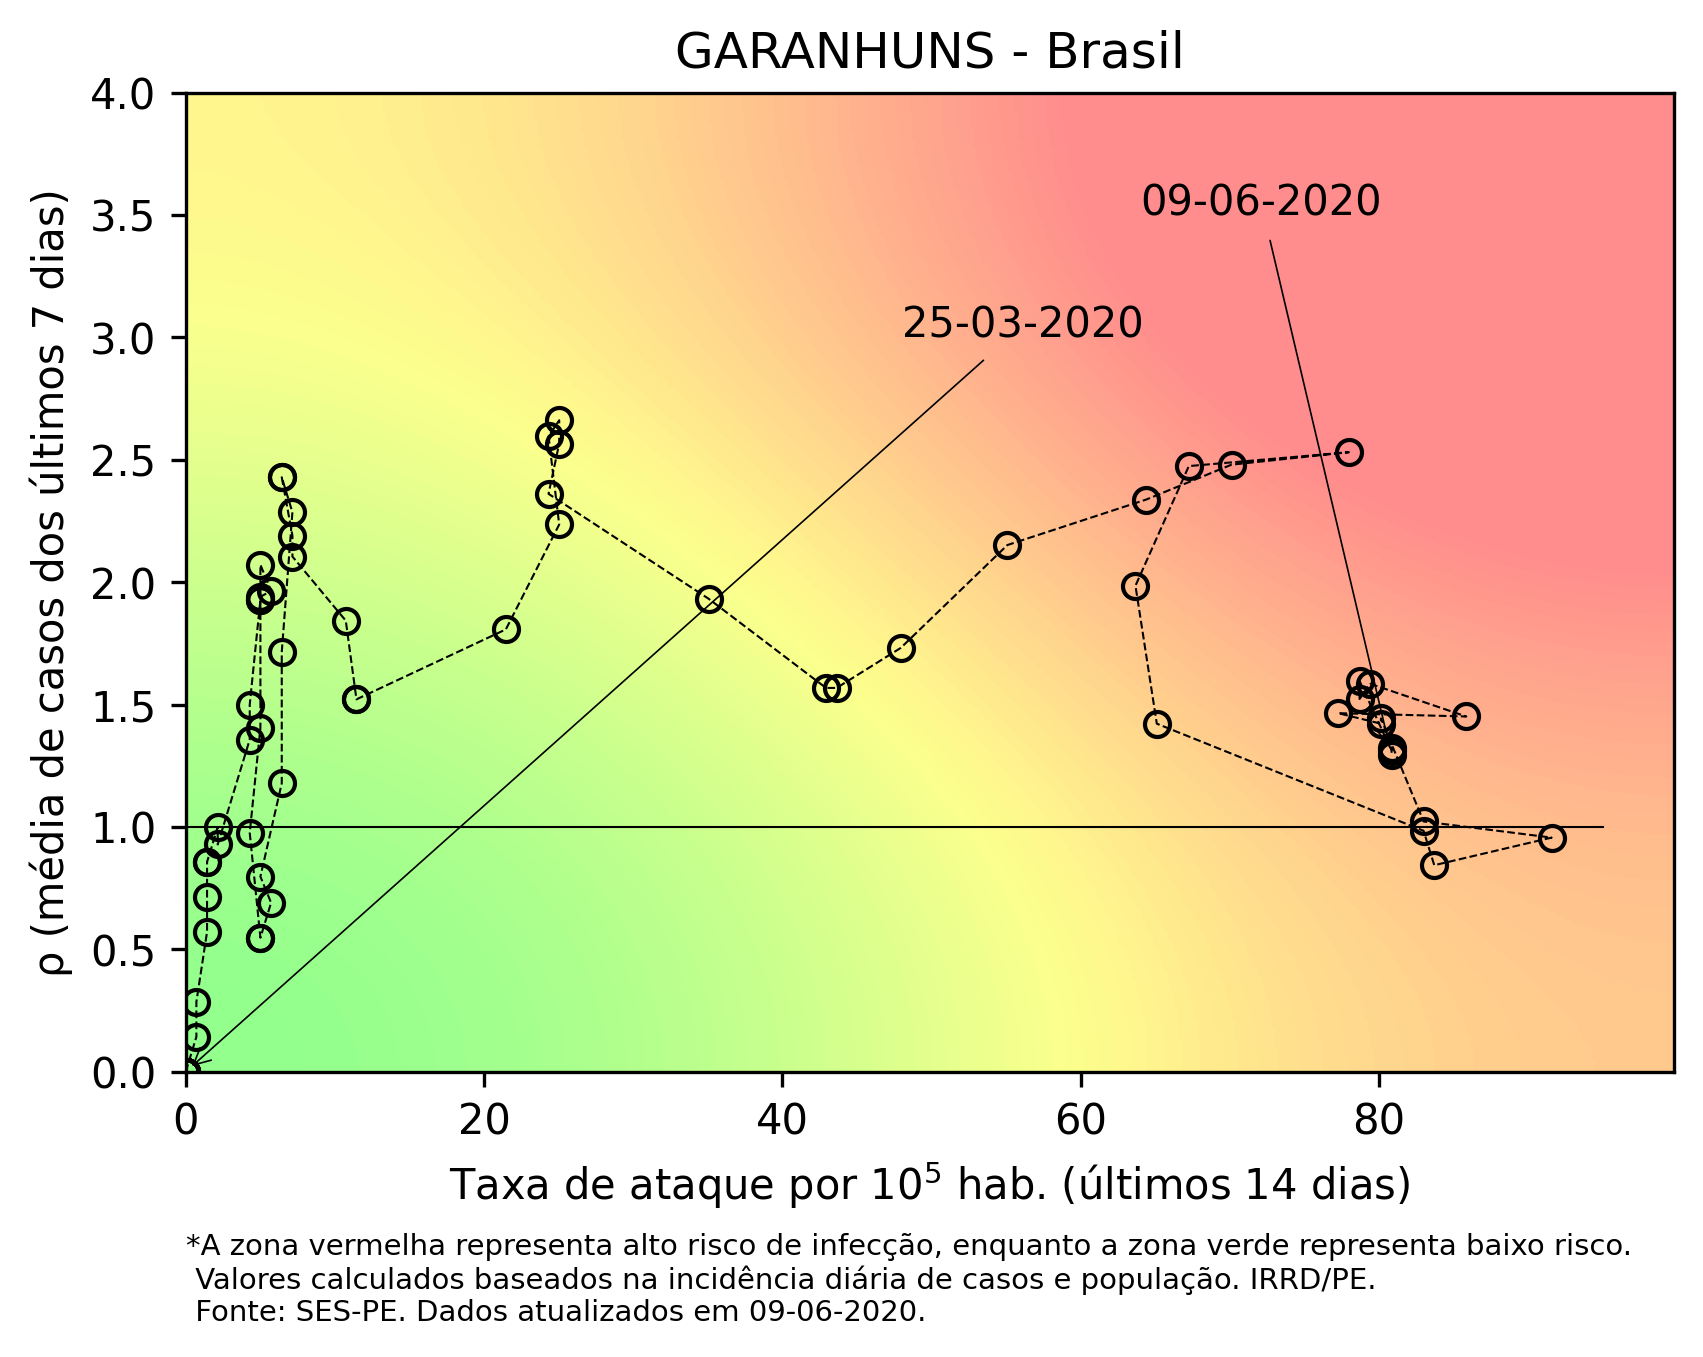 GARANHUNS - Brasil
4.0
3.5
3.0
2.5
2.0
1.5
1.0
0.5
0.0
ρ (média de casos dos últimos 7 dias)
09-06-2020
25-03-2020
0 20 40 60 80
Taxa de ataque por 10⁵ hab. (últimos 14 dias)
*A zona vermelha representa alto risco de infecção, enquanto a zona verde representa baixo risco.
Valores calculados baseados na incidência diária de casos e população. IRRD/PE.
Fonte: SES-PE. Dados atualizados em 09-06-2020.